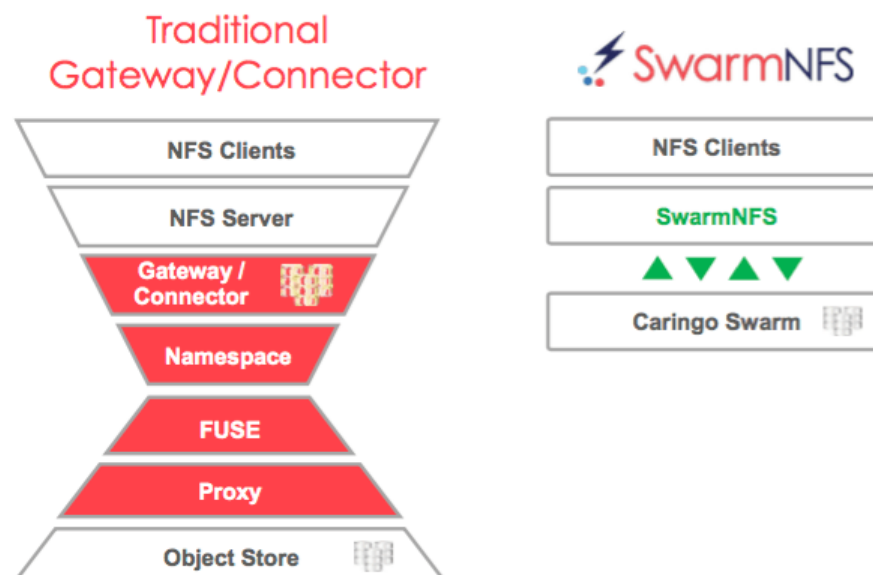 Traditional
Gateway/Connector
NFS Clients
NFS Server
Gateway /
Connector
Namespace
FUSE
Proxy
Object Store
SwarmNFS
NFS Clients
SwarmNFS
Caringo Swarm